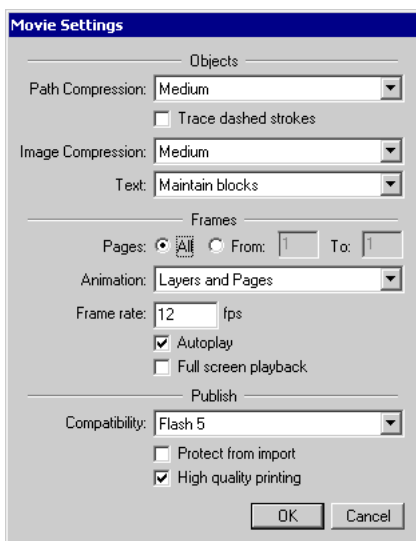 Movie Settings
Objects
Path Compression: Medium
Trace dashed strokes
Image Compression: Medium
Text: Maintain blocks
Frames
Pages: All From: 1 To: 1
Animation: Layers and Pages
Frame rate: 12 fps
Autoplay
Full screen playback
Publish
Compatibility: Flash 5
Protect from import
High quality printing
OK Cancel